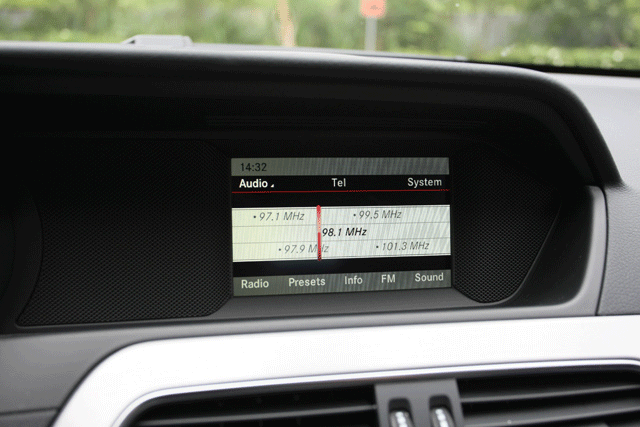 14:32
Audio Tel System
• 97.1 MHz • 99.5 MHz
98.1 MHz
• 97.9 MHz • 101.3 MHz
Radio Presets Info FM Sound